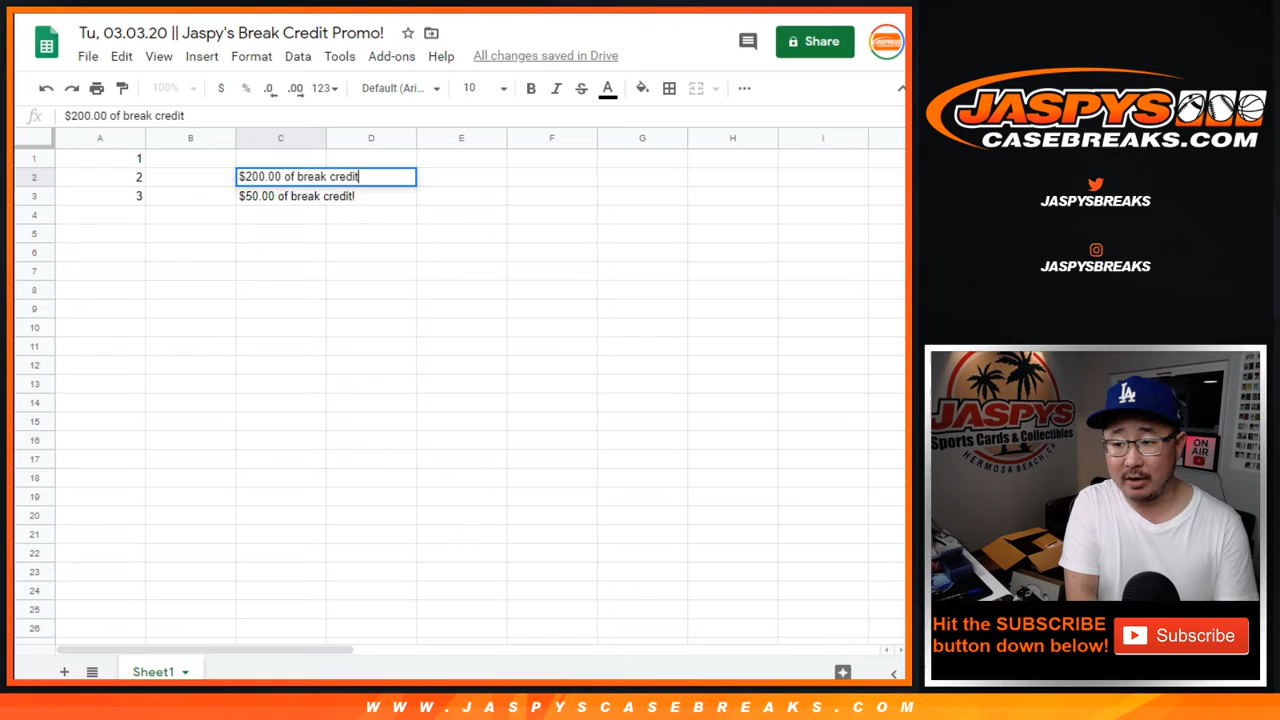 Tu, 03.03.20 || Jaspy's Break Credit Promo!
File Edit View Insert Format Data Tools Add-ons Help All changes saved in Drive
Share
100% $ % .0 .00 123 Default (Ari... 10 B I S A
fx $200.00 of break credit
A B C D E F G H I
1 1
2 2 $200.00 of break credit
3 3 $50.00 of break credit!
4
5
6
7
8
9
10
11
12
13
14
15
16
17
18
19
20
21
22
23
24
25
26
Sheet1
JASPYS
CASEBREAKS.COM
JASPYSBREAKS
JASPYSBREAKS
JASPYS
Sports Cards & Collectibles
HERMOSA BEACH, CA
LA
ON AIR
Hit the SUBSCRIBE
button down below!
Subscribe
WWW.JASPYSCASEBREAKS.COM